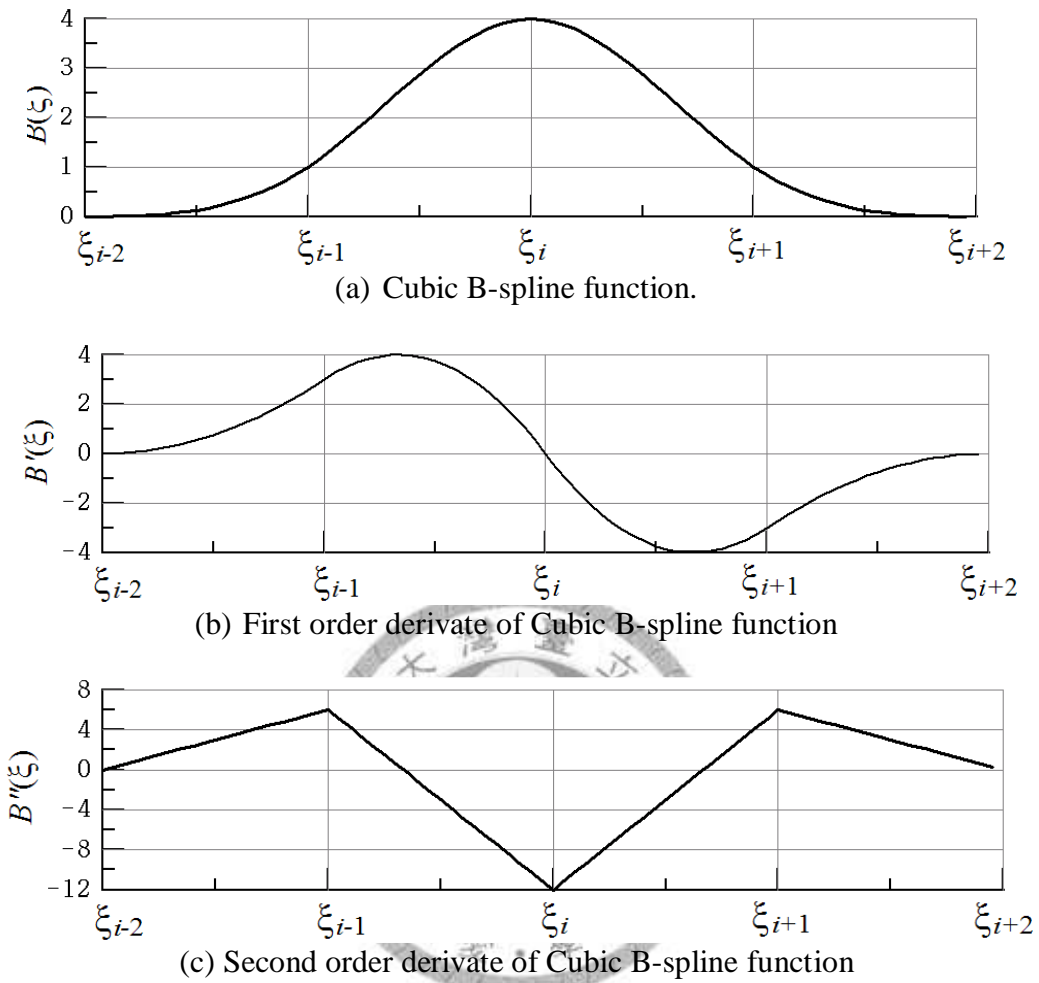 4
3
2
1
0
B(ξ)
ξi-2 ξi-1 ξi ξi+1 ξi+2
(a) Cubic B-spline function.
4
2
0
-2
-4
B'(ξ)
ξi-2 ξi-1 ξi ξi+1 ξi+2
(b) First order derivate of Cubic B-spline function
大 灣 臺
8
4
0
-4
-8
-12
B"(ξ)
ξi-2 ξi-1 ξi ξi+1 ξi+2
(c) Second order derivate of Cubic B-spline function